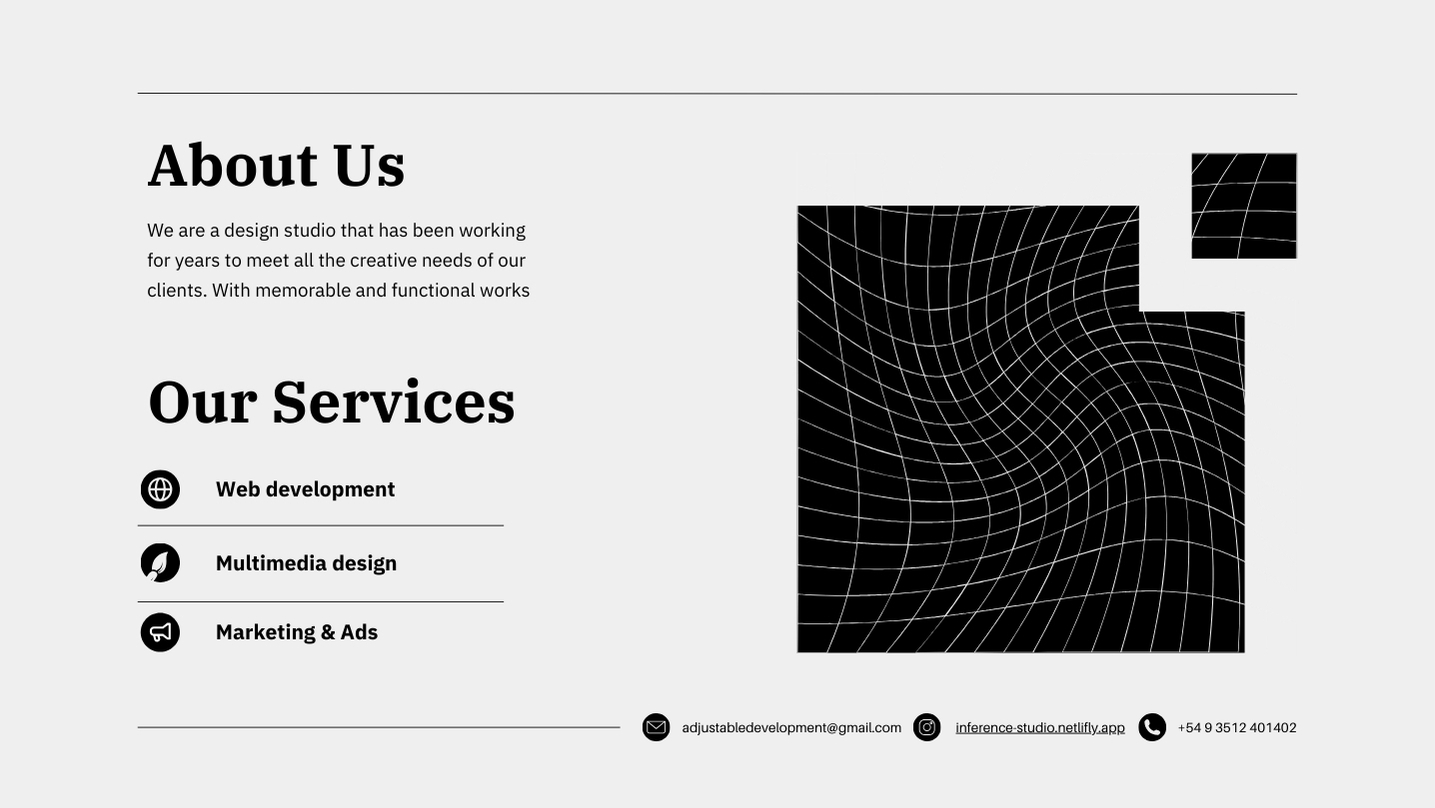 About Us
We are a design studio that has been working
for years to meet all the creative needs of our
clients. With memorable and functional works
Our Services
Web development
Multimedia design
Marketing & Ads
adjustabledevelopment@gmail.com
inference-studio.netlifly.app
+54 9 3512 401402